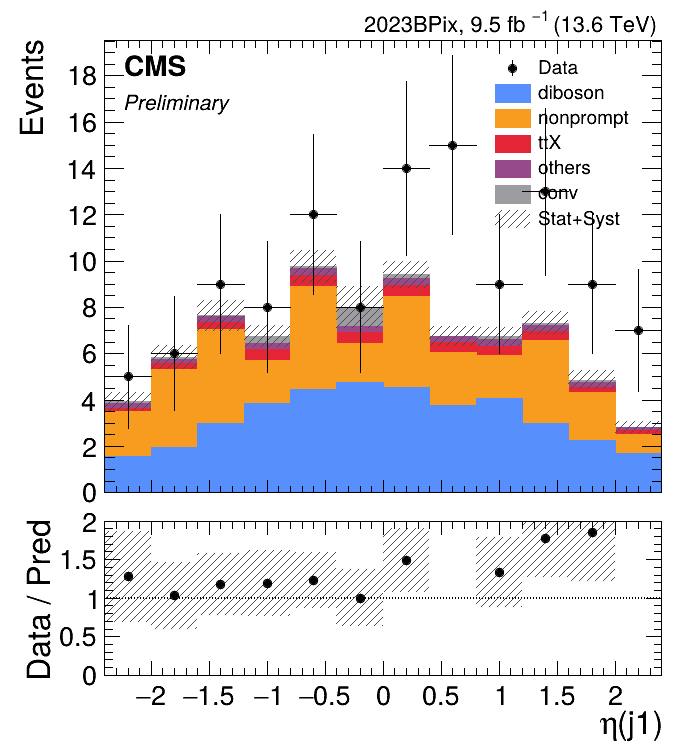 2023BPix, 9.5 fb⁻¹ (13.6 TeV)
CMS
Preliminary
Events
18
16
14
12
10
8
6
4
2
0
Data
diboson
nonprompt
ttX
others
conv
Stat+Syst
Data / Pred
2
1.5
1
0.5
0
−2 −1.5 −1 −0.5 0 0.5 1 1.5 2
η(j1)